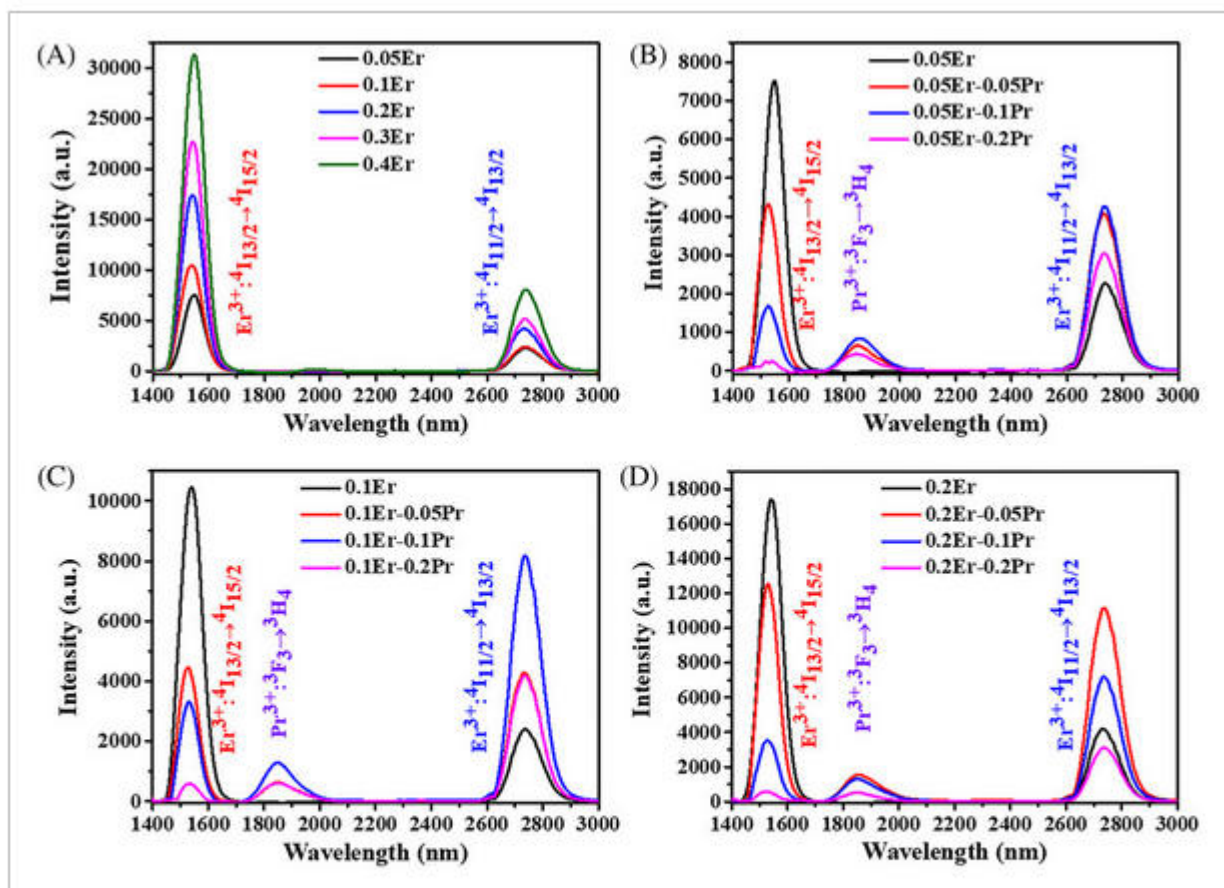 (A)
0.05Er
0.1Er
0.2Er
0.3Er
0.4Er
30000
25000
20000
15000
10000
5000
0
Intensity (a.u.)
Er3+:4I13/2→4I15/2
Er3+:4I11/2→4I13/2
1400 1600 1800 2000 2200 2400 2600 2800 3000
Wavelength (nm)
(B)
0.05Er
0.05Er-0.05Pr
0.05Er-0.1Pr
0.05Er-0.2Pr
8000
7000
6000
5000
4000
3000
2000
1000
0
Intensity (a.u.)
Er3+:4I13/2→4I15/2
Pr3+:3F3→3H4
Er3+:4I11/2→4I13/2
1400 1600 1800 2000 2200 2400 2600 2800 3000
Wavelength (nm)
(C)
0.1Er
0.1Er-0.05Pr
0.1Er-0.1Pr
0.1Er-0.2Pr
10000
8000
6000
4000
2000
0
Intensity (a.u.)
Er3+:4I13/2→4I15/2
Pr3+:3F3→3H4
Er3+:4I11/2→4I13/2
1400 1600 1800 2000 2200 2400 2600 2800 3000
Wavelength (nm)
(D)
0.2Er
0.2Er-0.05Pr
0.2Er-0.1Pr
0.2Er-0.2Pr
18000
16000
14000
12000
10000
8000
6000
4000
2000
0
Intensity (a.u.)
Er3+:4I13/2→4I15/2
Pr3+:3F3→3H4
Er3+:4I11/2→4I13/2
1400 1600 1800 2000 2200 2400 2600 2800 3000
Wavelength (nm)